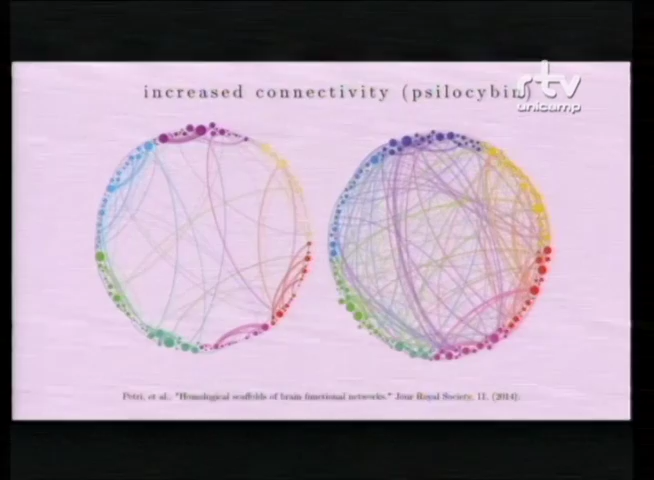 increased connectivity (psilocybin)
rtv
unicamp
Petri, et al., "Homological scaffolds of brain functional networks." Jour Royal Society, 11, (2014).